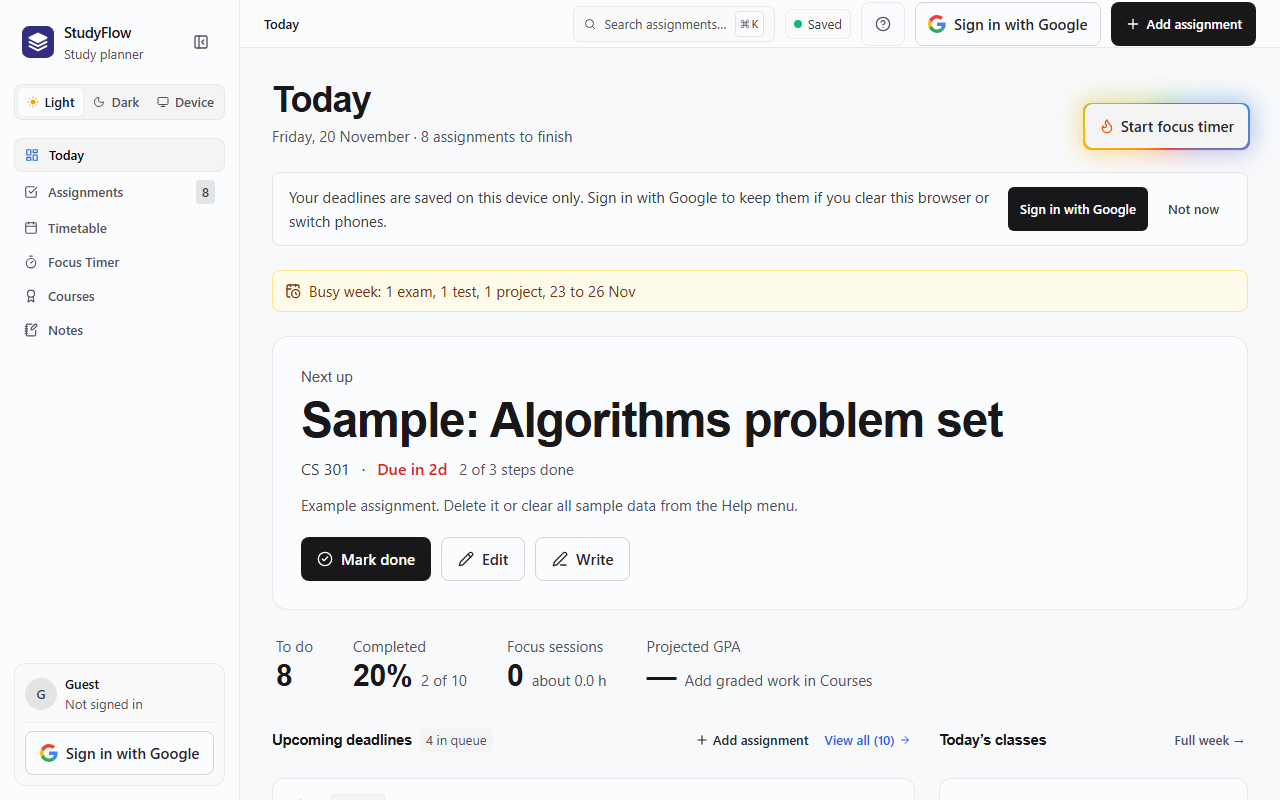 StudyFlow
Study planner
Light
Dark
Device
Today
Assignments
8
Timetable
Focus Timer
Courses
Notes
G
Guest
Not signed in
Sign in with Google
Today
Search assignments...
⌘K
Saved
Sign in with Google
Add assignment
Today
Friday, 20 November · 8 assignments to finish
Start focus timer
Your deadlines are saved on this device only. Sign in with Google to keep them if you clear this browser or
switch phones.
Sign in with Google
Not now
Busy week: 1 exam, 1 test, 1 project, 23 to 26 Nov
Next up
Sample: Algorithms problem set
CS 301 · Due in 2d 2 of 3 steps done
Example assignment. Delete it or clear all sample data from the Help menu.
Mark done
Edit
Write
To do
8
Completed
20% 2 of 10
Focus sessions
0 about 0.0 h
Projected GPA
— Add graded work in Courses
Upcoming deadlines
4 in queue
+ Add assignment
View all (10) →
Today’s classes
Full week →